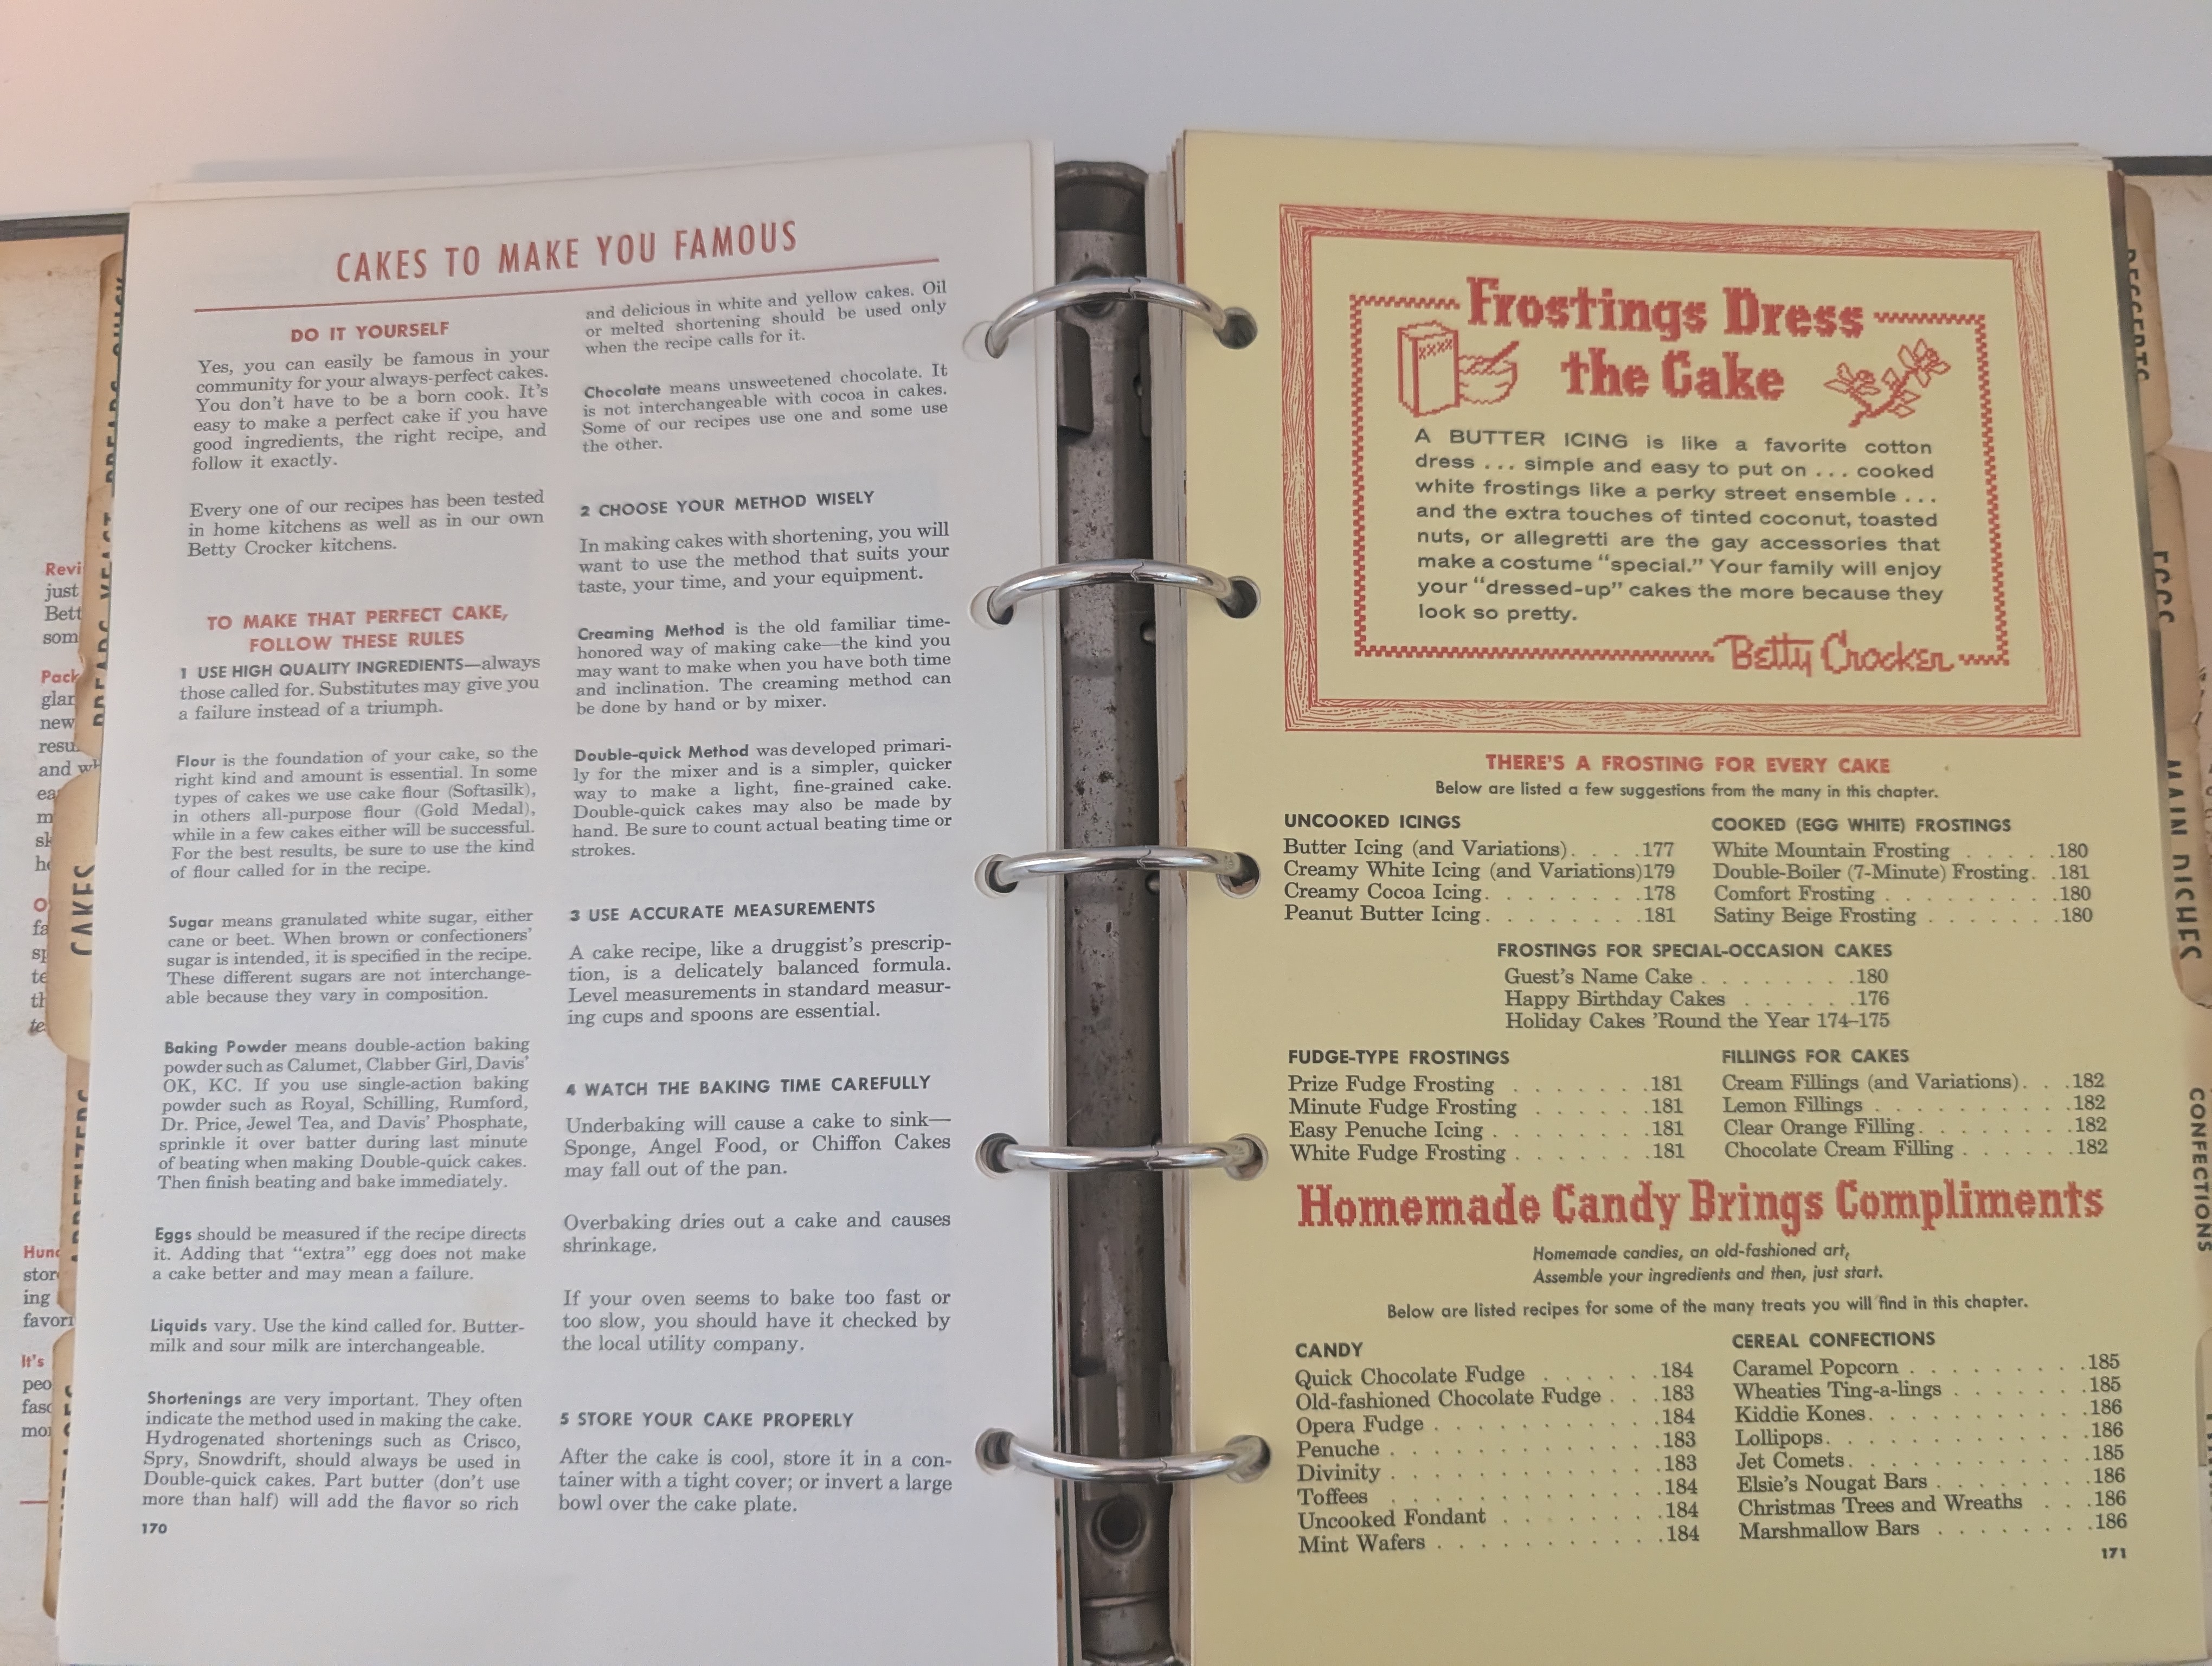 CAKES TO MAKE YOU FAMOUS
DO IT YOURSELF
Yes, you can easily be famous in your
community for your always-perfect cakes.
You don't have to be a born cook. It's
easy to make a perfect cake if you have
good ingredients, the right recipe, and
follow it exactly.
Every one of our recipes has been tested
in home kitchens as well as in our own
Betty Crocker kitchens.
TO MAKE THAT PERFECT CAKE,
FOLLOW THESE RULES
1 USE HIGH QUALITY INGREDIENTS—always
those called for. Substitutes may give you
a failure instead of a triumph.
Flour is the foundation of your cake, so the
right kind and amount is essential. In some
types of cakes we use cake flour (Softasilk),
in others all-purpose flour (Gold Medal),
while in a few cakes either will be successful.
For the best results, be sure to use the kind
of flour called for in the recipe.
Sugar means granulated white sugar, either
cane or beet. When brown or confectioners'
sugar is intended, it is specified in the recipe.
These different sugars are not interchange-
able because they vary in composition.
Baking Powder means double-action baking
powder such as Calumet, Clabber Girl, Davis'
OK, KC. If you use single-action baking
powder such as Royal, Schilling, Rumford,
Dr. Price, Jewel Tea, and Davis' Phosphate,
sprinkle it over batter during last minute
of beating when making Double-quick cakes.
Then finish beating and bake immediately.
Eggs should be measured if the recipe directs
it. Adding that "extra" egg does not make
a cake better and may mean a failure.
Liquids vary. Use the kind called for. Butter-
milk and sour milk are interchangeable.
Shortenings are very important. They often
indicate the method used in making the cake.
Hydrogenated shortenings such as Crisco,
Spry, Snowdrift, should always be used in
Double-quick cakes. Part butter (don't use
more than half) will add the flavor so rich
170
and delicious in white and yellow cakes. Oil
or melted shortening should be used only
when the recipe calls for it.
Chocolate means unsweetened chocolate. It
is not interchangeable with cocoa in cakes.
Some of our recipes use one and some use
the other.
2 CHOOSE YOUR METHOD WISELY
In making cakes with shortening, you will
want to use the method that suits your
taste, your time, and your equipment.
Creaming Method is the old familiar time-
honored way of making cake—the kind you
may want to make when you have both time
and inclination. The creaming method can
be done by hand or by mixer.
Double-quick Method was developed primari-
ly for the mixer and is a simpler, quicker
way to make a light, fine-grained cake.
Double-quick cakes may also be made by
hand. Be sure to count actual beating time or
strokes.
3 USE ACCURATE MEASUREMENTS
A cake recipe, like a druggist's prescrip-
tion, is a delicately balanced formula.
Level measurements in standard measur-
ing cups and spoons are essential.
4 WATCH THE BAKING TIME CAREFULLY
Underbaking will cause a cake to sink—
Sponge, Angel Food, or Chiffon Cakes
may fall out of the pan.
Overbaking dries out a cake and causes
shrinkage.
If your oven seems to bake too fast or
too slow, you should have it checked by
the local utility company.
5 STORE YOUR CAKE PROPERLY
After the cake is cool, store it in a con-
tainer with a tight cover; or invert a large
bowl over the cake plate.
Frostings Dress
the Cake
A BUTTER ICING is like a favorite cotton
dress . . . simple and easy to put on . . . cooked
white frostings like a perky street ensemble . . .
and the extra touches of tinted coconut, toasted
nuts, or allegretti are the gay accessories that
make a costume "special." Your family will enjoy
your "dressed-up" cakes the more because they
look so pretty.
Betty Crocker
THERE'S A FROSTING FOR EVERY CAKE
Below are listed a few suggestions from the many in this chapter.
UNCOOKED ICINGS
Butter Icing (and Variations). . . .177
Creamy White Icing (and Variations)179
Creamy Cocoa Icing. . . . . . . .178
Peanut Butter Icing. . . . . . . .181
COOKED (EGG WHITE) FROSTINGS
White Mountain Frosting . . . . .180
Double-Boiler (7-Minute) Frosting. .181
Comfort Frosting . . . . . . . . .180
Satiny Beige Frosting . . . . . . .180
FROSTINGS FOR SPECIAL-OCCASION CAKES
Guest's Name Cake . . . . . . . .180
Happy Birthday Cakes . . . . . .176
Holiday Cakes 'Round the Year 174–175
FUDGE-TYPE FROSTINGS
Prize Fudge Frosting . . . . . . .181
Minute Fudge Frosting . . . . . .181
Easy Penuche Icing . . . . . . . .181
White Fudge Frosting . . . . . . .181
FILLINGS FOR CAKES
Cream Fillings (and Variations). . .182
Lemon Fillings . . . . . . . . . .182
Clear Orange Filling. . . . . . . .182
Chocolate Cream Filling . . . . . .182
Homemade Candy Brings Compliments
Homemade candies, an old-fashioned art,
Assemble your ingredients and then, just start.
Below are listed recipes for some of the many treats you will find in this chapter.
CANDY
Quick Chocolate Fudge . . . . . .184
Old-fashioned Chocolate Fudge . . .183
Opera Fudge . . . . . . . . . . .184
Penuche . . . . . . . . . . . . .183
Divinity . . . . . . . . . . . . .183
Toffees . . . . . . . . . . . . .184
Uncooked Fondant . . . . . . . .184
Mint Wafers . . . . . . . . . . .184
CEREAL CONFECTIONS
Caramel Popcorn . . . . . . . . .185
Wheaties Ting-a-lings . . . . . . .185
Kiddie Kones. . . . . . . . . . .186
Lollipops. . . . . . . . . . . . .186
Jet Comets. . . . . . . . . . . .185
Elsie's Nougat Bars . . . . . . . .186
Christmas Trees and Wreaths . . .186
Marshmallow Bars . . . . . . . .186
171
CAKES
DESSERTS
EGGS
MAIN DISHES
CONFECTIONS